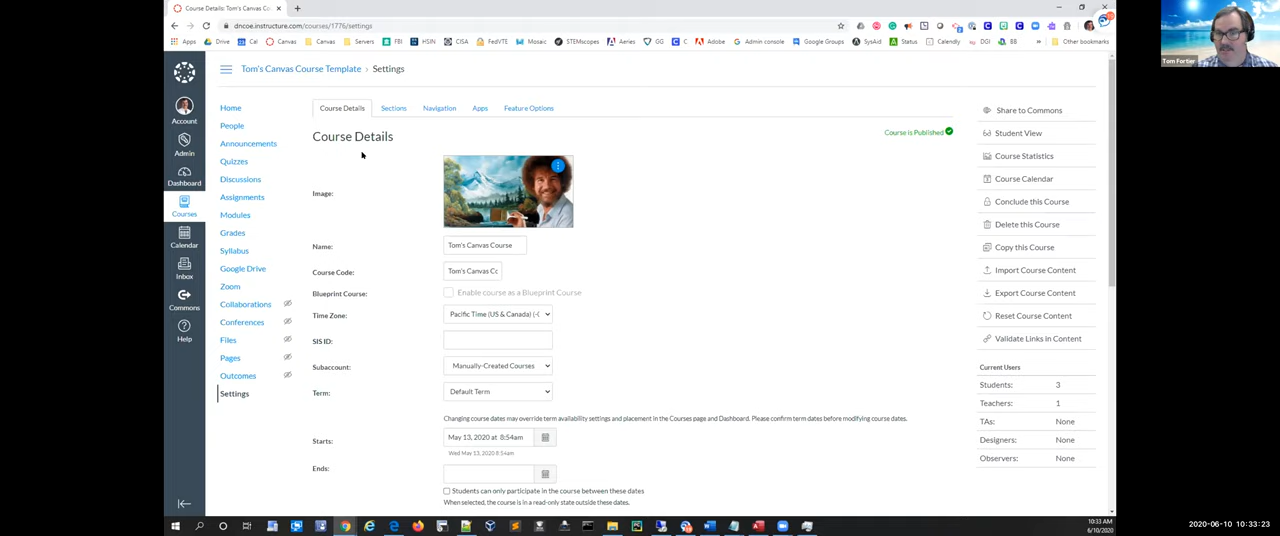 Course Details: Tom's Canvas C
dncoe.instructure.com/courses/1776/settings
Apps
Drive
Cal
Canvas
Canvas
Servers
FBI
HSIN
CISA
FedVTE
Mosaic
STEMscopes
Aeries
GG
C
Adobe
Admin console
Google Groups
SysAid
Status
Calendly
DGI
BB
Other bookmarks
Tom Fortier
Account
Admin
Dashboard
Courses
Calendar
Inbox
Commons
Help
Tom's Canvas Course Template › Settings
Home
People
Announcements
Quizzes
Discussions
Assignments
Modules
Grades
Syllabus
Google Drive
Zoom
Collaborations
Conferences
Files
Pages
Outcomes
Settings
Course Details
Sections
Navigation
Apps
Feature Options
Course Details
Course is Published
Image:
Name:
Tom's Canvas Course
Course Code:
Tom's Canvas Cc
Blueprint Course:
Enable course as a Blueprint Course
Time Zone:
Pacific Time (US & Canada) (-0
SIS ID:
Subaccount:
Manually-Created Courses
Term:
Default Term
Changing course dates may override term availability settings and placement in the Courses page and Dashboard. Please confirm term dates before modifying course dates.
Starts:
May 13, 2020 at 8:54am
Wed May 13, 2020 8:54am
Ends:
Students can only participate in the course between these dates
When selected, the course is in a read-only state outside these dates.
Share to Commons
Student View
Course Statistics
Course Calendar
Conclude this Course
Delete this Course
Copy this Course
Import Course Content
Export Course Content
Reset Course Content
Validate Links in Content
Current Users
Students: 3
Teachers: 1
TAs: None
Designers: None
Observers: None
10:33 AM
6/10/2020
2020-06-10 10:33:23